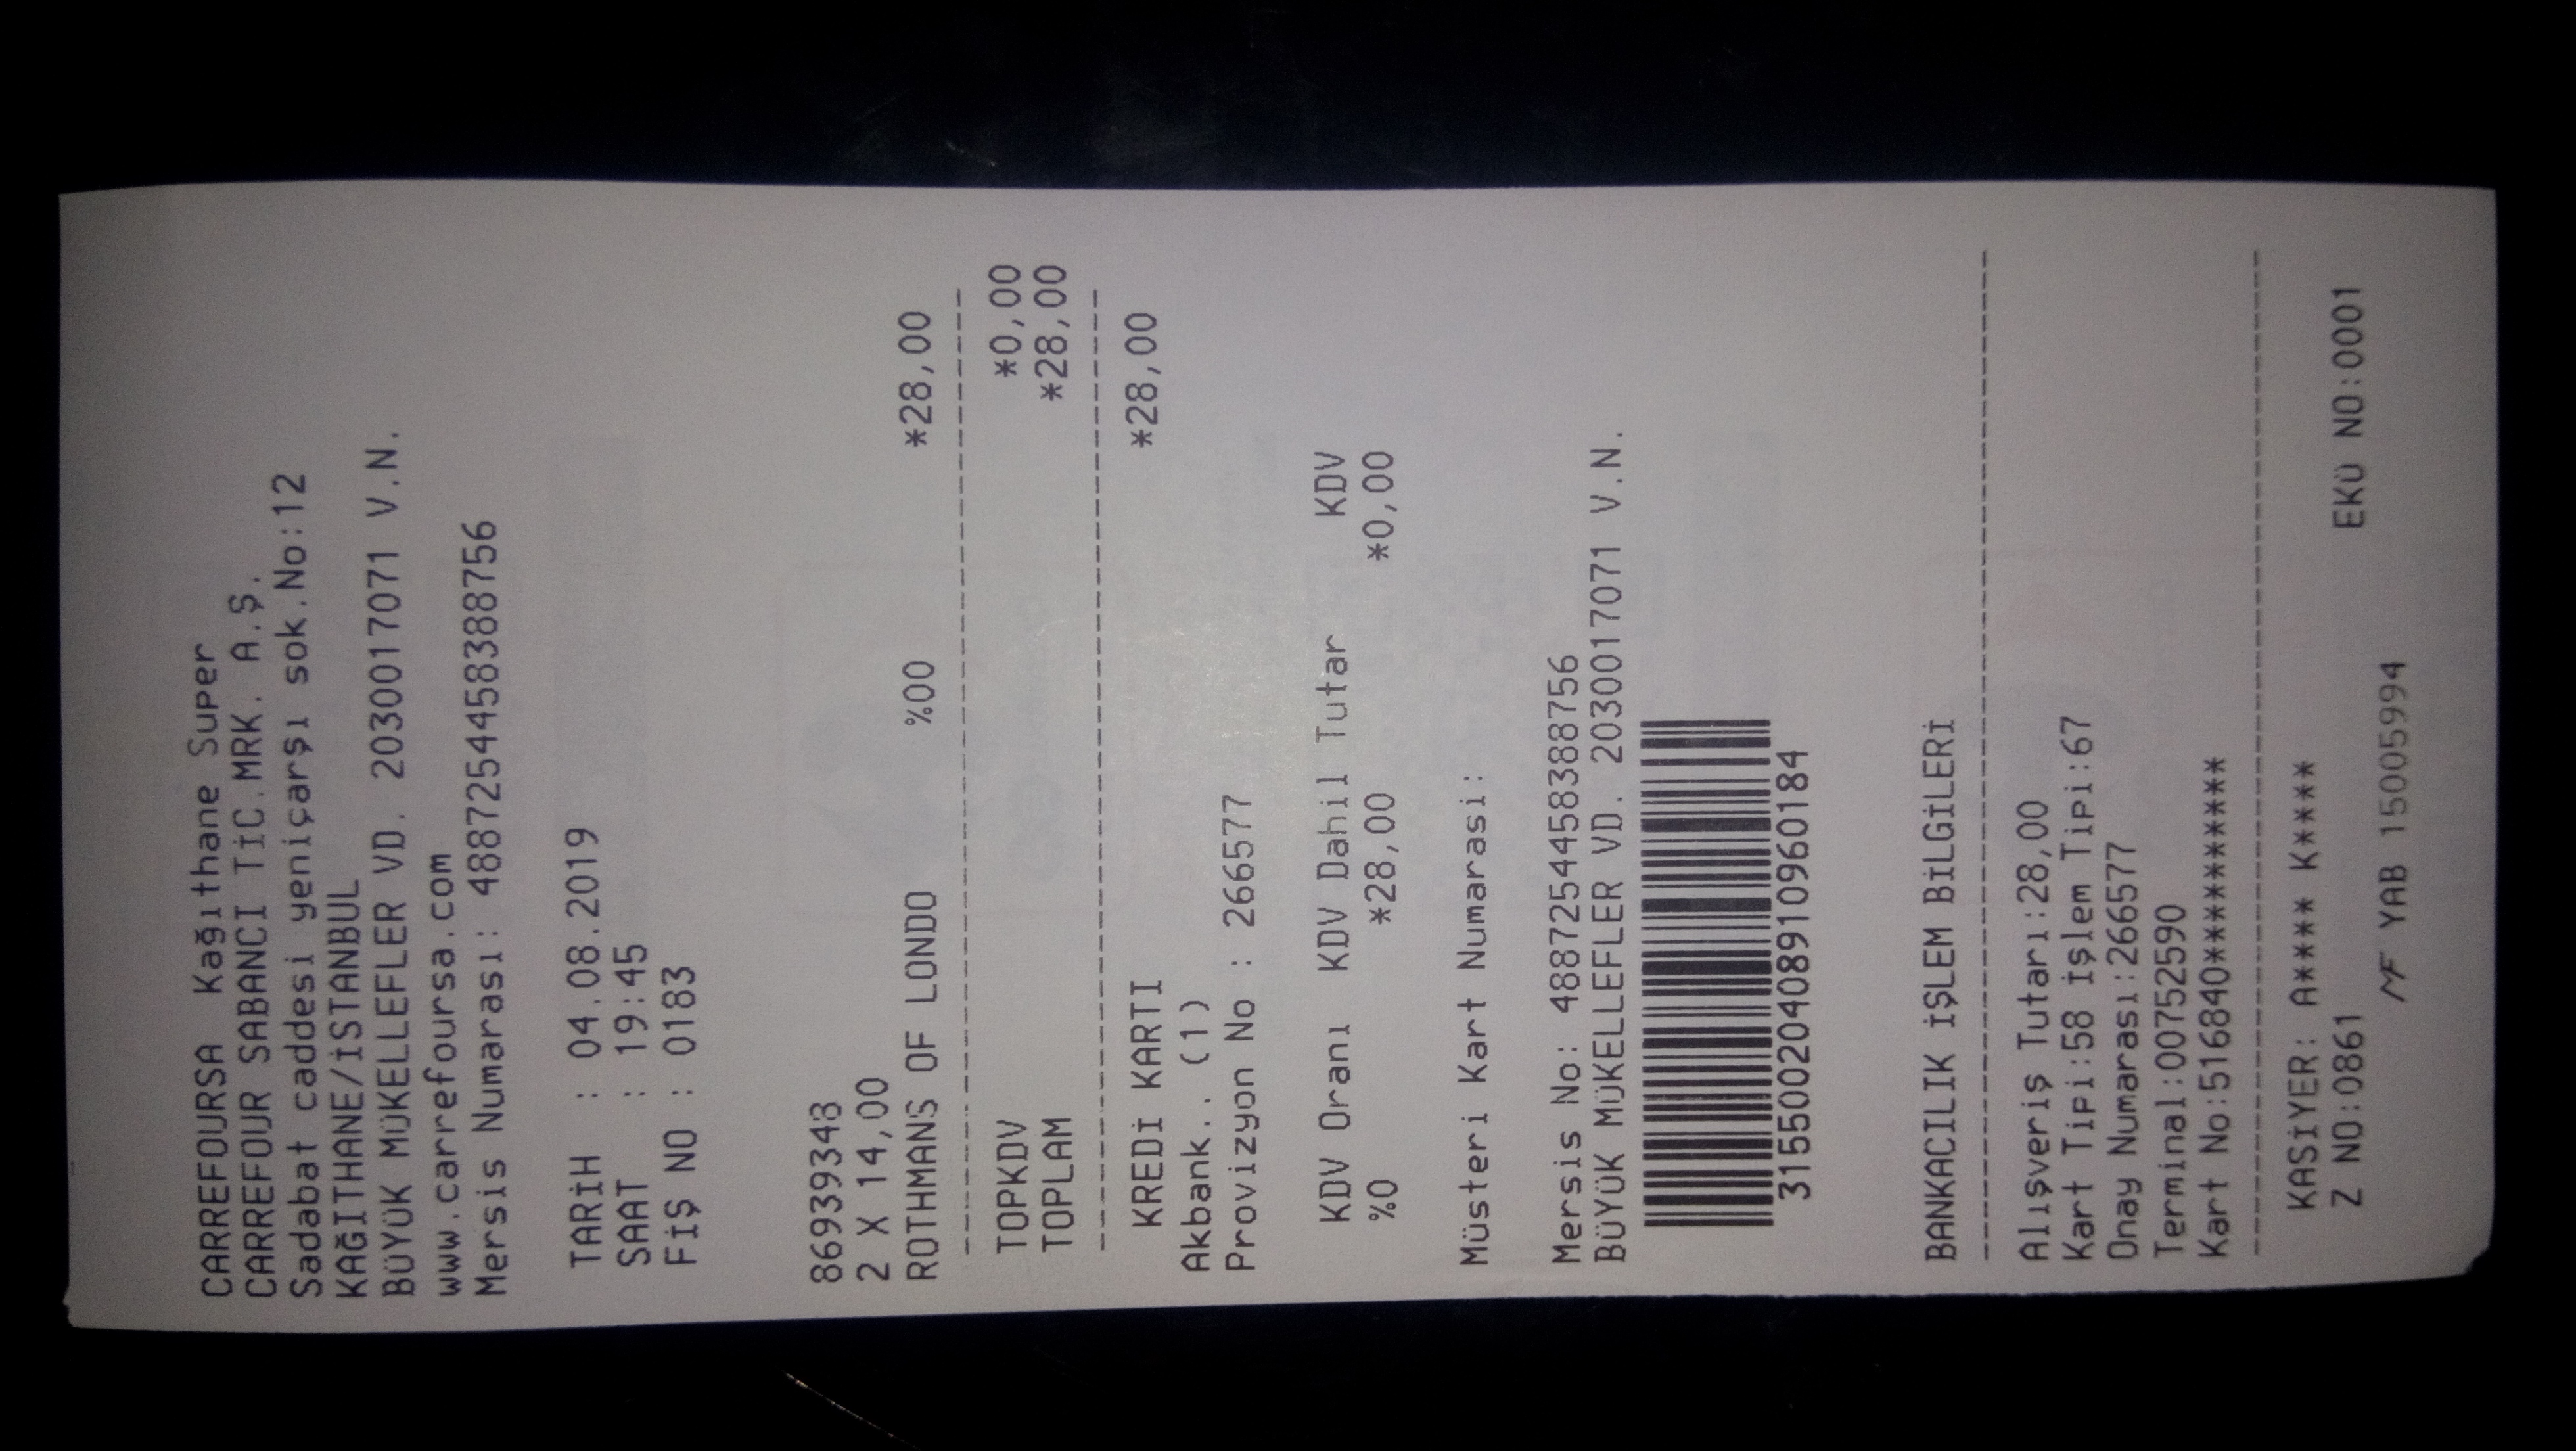 CARREFOURSA Kağıthane Super
CARREFOUR SABANCI TİC.MRK. A.Ş.
Sadabat caddesi yeniçarşı sok.No:12
KAĞITHANE/İSTANBUL
BÜYÜK MÜKELLEFLER VD. 2030017071 V.N.
www.carrefoursa.com
Mersis Numarası: 4887254458388756
TARİH : 04.08.2019
SAAT : 19:45
FİŞ NO : 0183
86939348
2 X 14,00
ROTHMANS OF LONDO %00 *28,00
TOPKDV *0,00
TOPLAM *28,00
KREDİ KARTI *28,00
Akbank.. (1)
Provizyon No : 266577
KDV Oranı KDV Dahil Tutar KDV
%0 *28,00 *0,00
Müsteri Kart Numarasi:
Mersis No: 4887254458388756
BÜYÜK MÜKELLEFLER VD. 2030017071 V.N.
31550020408910960184
BANKACILIK İŞLEM BİLGİLERİ
Alışveriş Tutarı:28,00
Kart Tipi:58 İşlem Tipi:67
Onay Numarası:266577
Terminal:00752590
Kart No:516840**********
KASİYER: A**** K****
Z NO:0861 EKÜ NO:0001
MF YAB 15005994